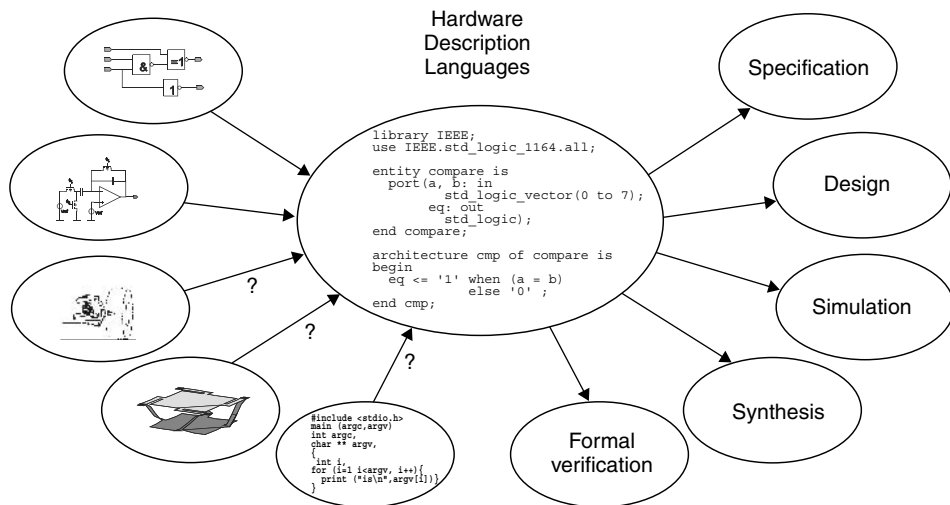 Hardware
Description
Languages
=1
&
1
?
?
?
library IEEE;
use IEEE.std_logic_1164.all;
entity compare is
port(a, b: in
std_logic_vector(0 to 7);
eq: out
std_logic);
end compare;
architecture cmp of compare is
begin
eq <= '1' when (a = b)
else '0' ;
end cmp;
#include <stdio.h>
main (argc,argv)
int argc,
char ** argv,
{
int i,
for (i=1 i<argv, i++){
print ("is\n",argv[i])}
}
Specification
Design
Simulation
Synthesis
Formal
verification